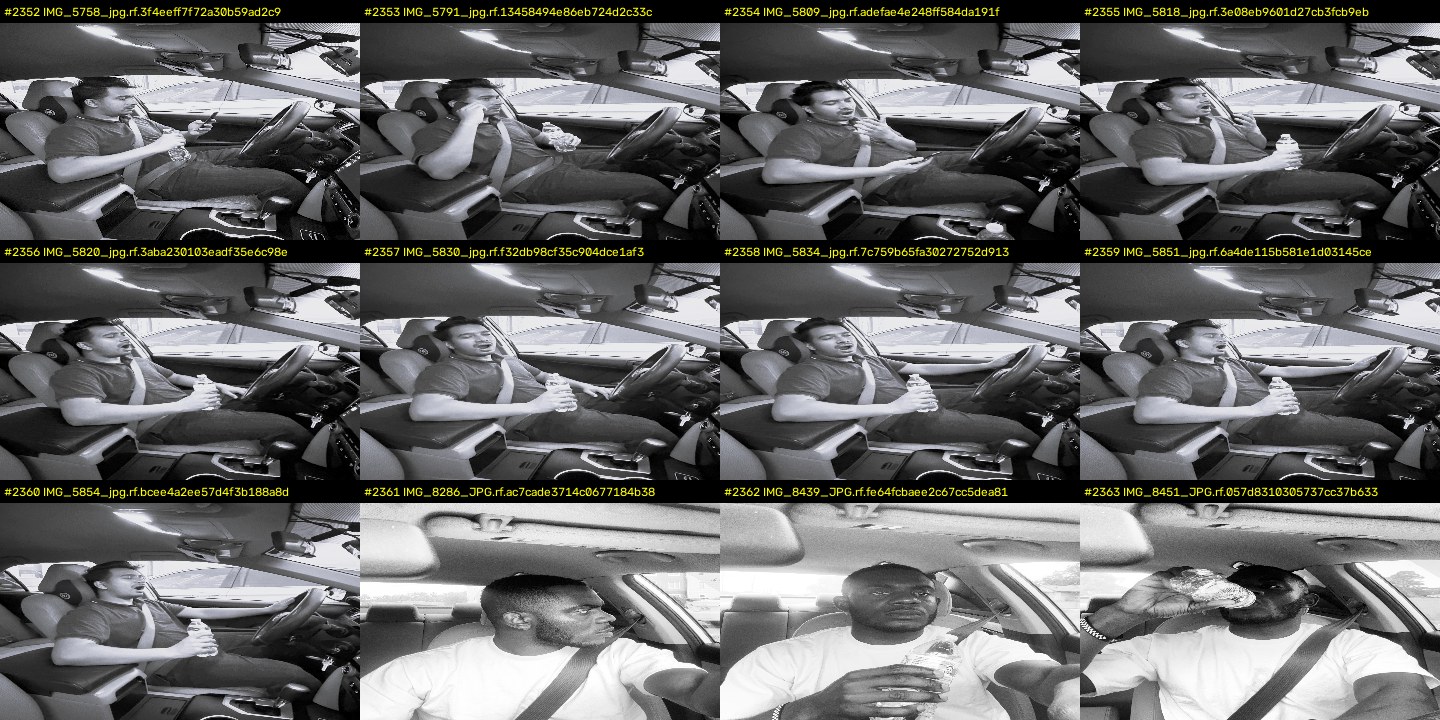 #2352 IMG_5758_jpg.rf.3f4eeff7f72a30b59ad2c9
#2353 IMG_5791_jpg.rf.13458494e86eb724d2c33c
#2354 IMG_5809_jpg.rf.adefae4e248ff584da191f
#2355 IMG_5818_jpg.rf.3e08eb9601d27cb3fcb9eb
#2356 IMG_5820_jpg.rf.3aba230103eadf35e6c98e
#2357 IMG_5830_jpg.rf.f32db98cf35c904dce1af3
#2358 IMG_5834_jpg.rf.7c759b65fa30272752d913
#2359 IMG_5851_jpg.rf.6a4de115b581e1d03145ce
#2360 IMG_5854_jpg.rf.bcee4a2ee57d4f3b188a8d
#2361 IMG_8286_JPG.rf.ac7cade3714c0677184b38
#2362 IMG_8439_JPG.rf.fe64fcbaee2c67cc5dea81
#2363 IMG_8451_JPG.rf.057d8310305737cc37b633